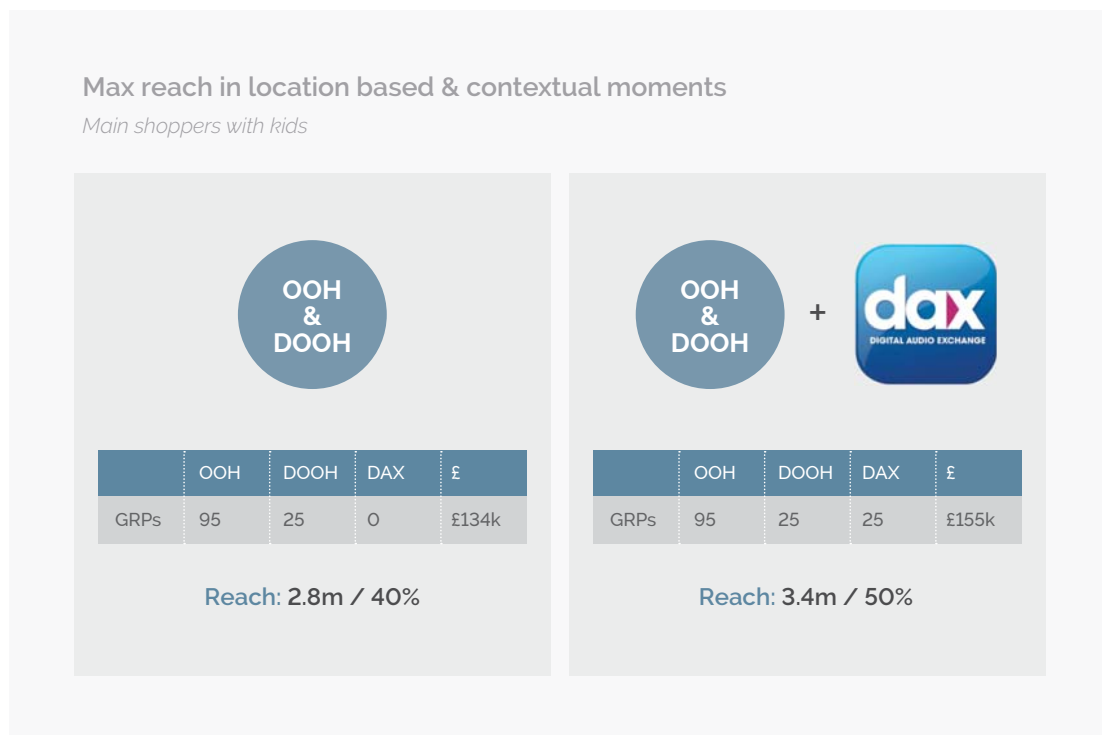 Max reach in location based & contextual moments
Main shoppers with kids
OOH
&
DOOH
OOH DOOH DAX £
GRPs 95 25 0 £134k
Reach: 2.8m / 40%
OOH
&
DOOH
+
dax
DIGITAL AUDIO EXCHANGE
OOH DOOH DAX £
GRPs 95 25 25 £155k
Reach: 3.4m / 50%